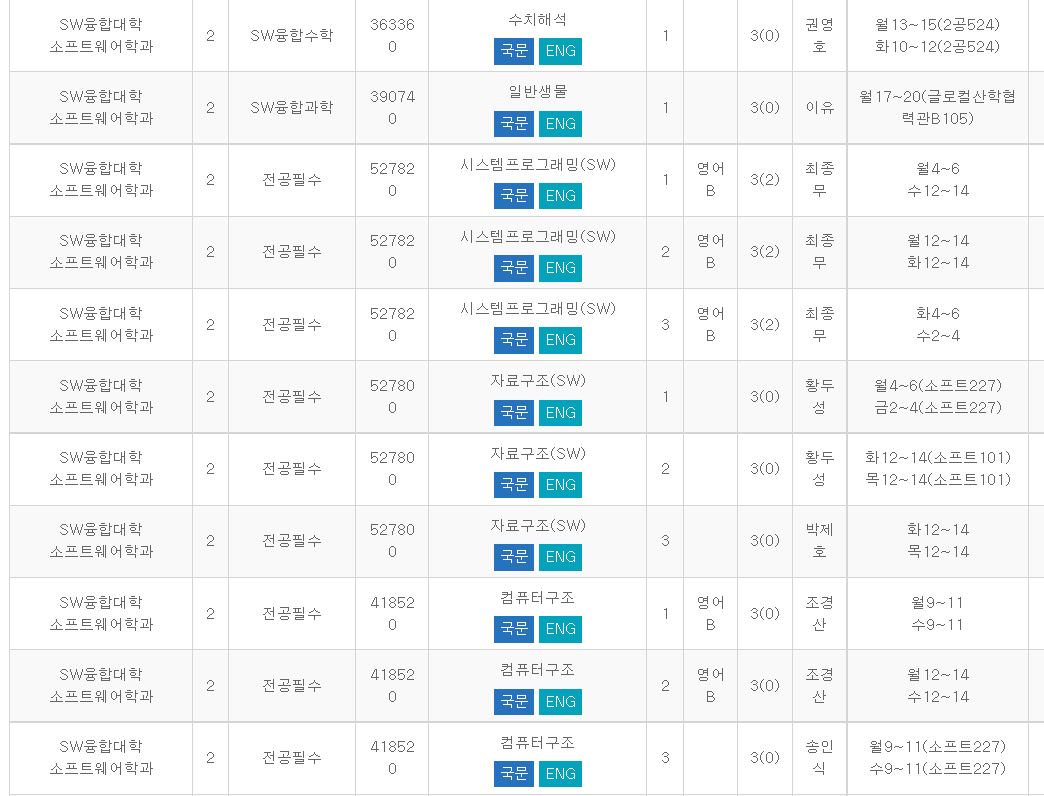 SW융합대학
소프트웨어학과
2
SW융합수학
36336
0
수치해석
국문 ENG
1
3(0)
권영
호
월13~15(2공524)
화10~12(2공524)
SW융합대학
소프트웨어학과
2
SW융합과학
39074
0
일반생물
국문 ENG
1
3(0)
이유
월17~20(글로컬산학협
력관B105)
SW융합대학
소프트웨어학과
2
전공필수
52782
0
시스템프로그래밍(SW)
국문 ENG
1
영어
B
3(2)
최종
무
월4~6
수12~14
SW융합대학
소프트웨어학과
2
전공필수
52782
0
시스템프로그래밍(SW)
국문 ENG
2
영어
B
3(2)
최종
무
월12~14
화12~14
SW융합대학
소프트웨어학과
2
전공필수
52782
0
시스템프로그래밍(SW)
국문 ENG
3
영어
B
3(2)
최종
무
화4~6
수2~4
SW융합대학
소프트웨어학과
2
전공필수
52780
0
자료구조(SW)
국문 ENG
1
3(0)
황두
성
월4~6(소프트227)
금2~4(소프트227)
SW융합대학
소프트웨어학과
2
전공필수
52780
0
자료구조(SW)
국문 ENG
2
3(0)
황두
성
화12~14(소프트101)
목12~14(소프트101)
SW융합대학
소프트웨어학과
2
전공필수
52780
0
자료구조(SW)
국문 ENG
3
3(0)
박제
호
화12~14
목12~14
SW융합대학
소프트웨어학과
2
전공필수
41852
0
컴퓨터구조
국문 ENG
1
영어
B
3(0)
조경
산
월9~11
수9~11
SW융합대학
소프트웨어학과
2
전공필수
41852
0
컴퓨터구조
국문 ENG
2
영어
B
3(0)
조경
산
월12~14
수12~14
SW융합대학
소프트웨어학과
2
전공필수
41852
0
컴퓨터구조
국문 ENG
3
3(0)
송인
식
월9~11(소프트227)
수9~11(소프트227)